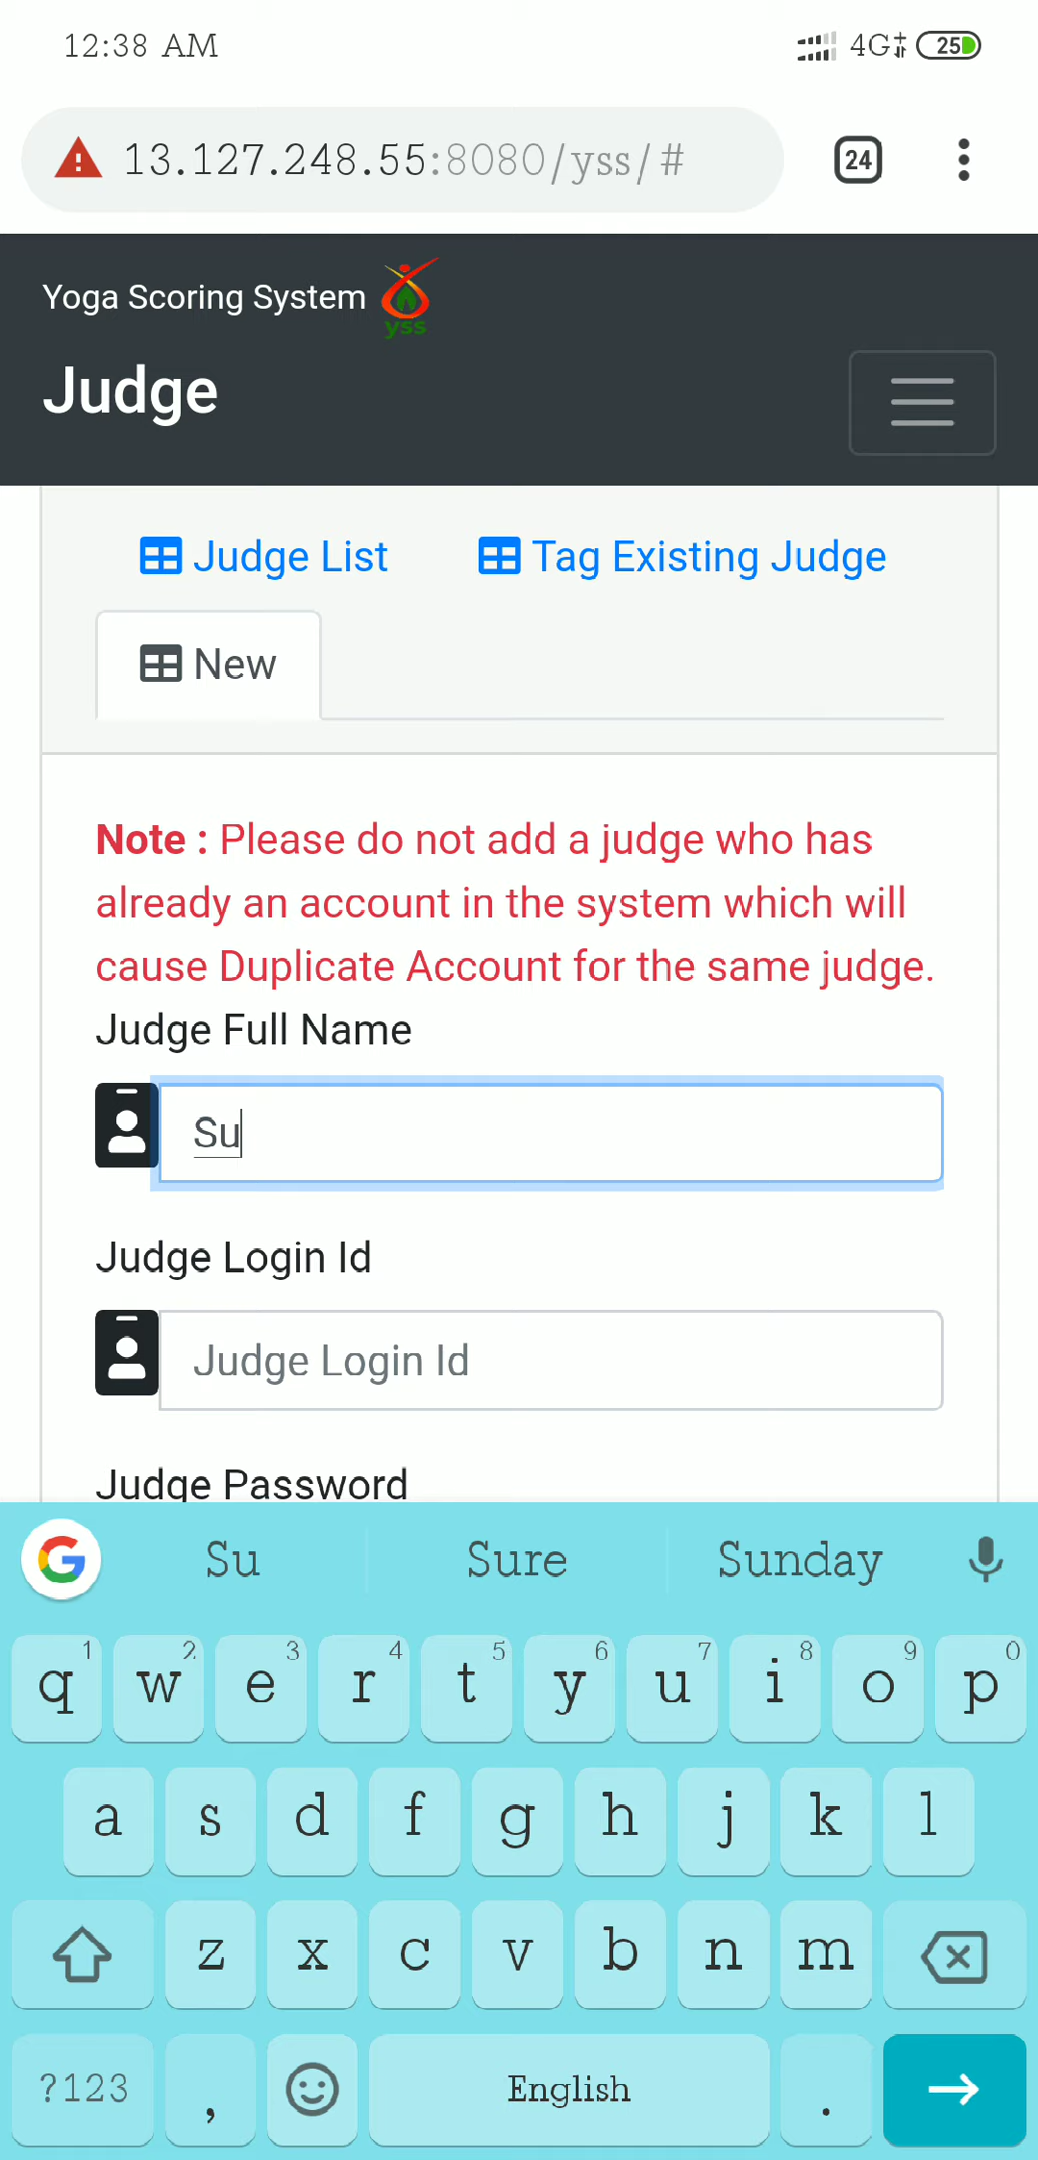 12:38 AM 4G 25
13.127.248.55:8080/yss/# 24
Yoga Scoring System yss
Judge
Judge List Tag Existing Judge
New
Note : Please do not add a judge who has
already an account in the system which will
cause Duplicate Account for the same judge.
Judge Full Name
Su
Judge Login Id
Judge Login Id
Judge Password
G Su Sure Sunday
1 2 3 4 5 6 7 8 9 0
q w e r t y u i o p
a s d f g h j k l
z x c v b n m
?123 , English .